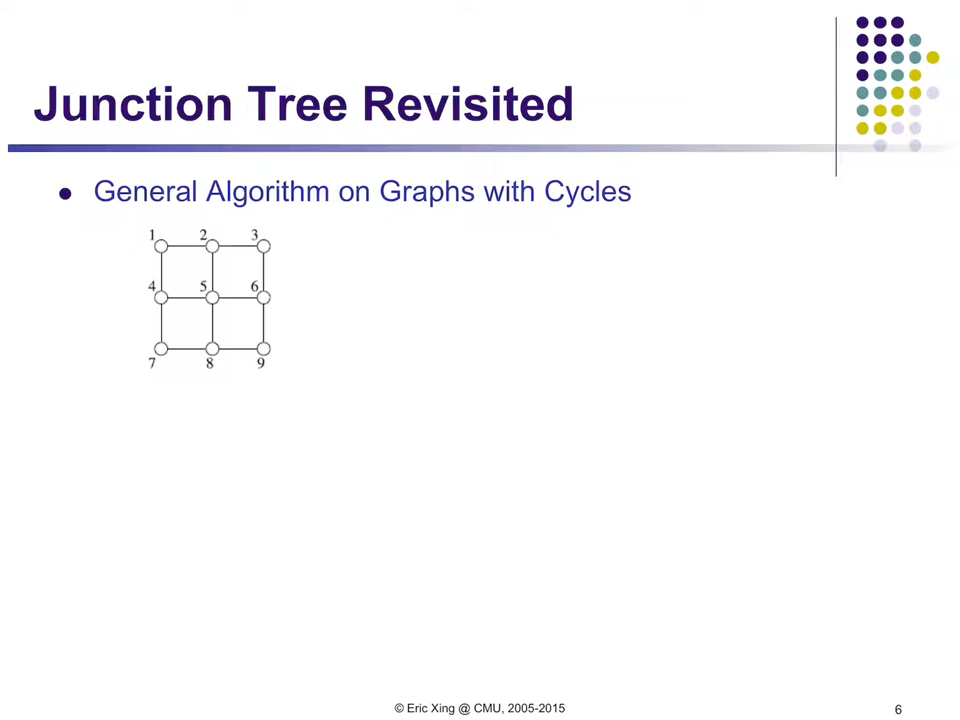 Junction Tree Revisited
General Algorithm on Graphs with Cycles
1 2 3
4 5 6
7 8 9
© Eric Xing @ CMU, 2005-2015
6